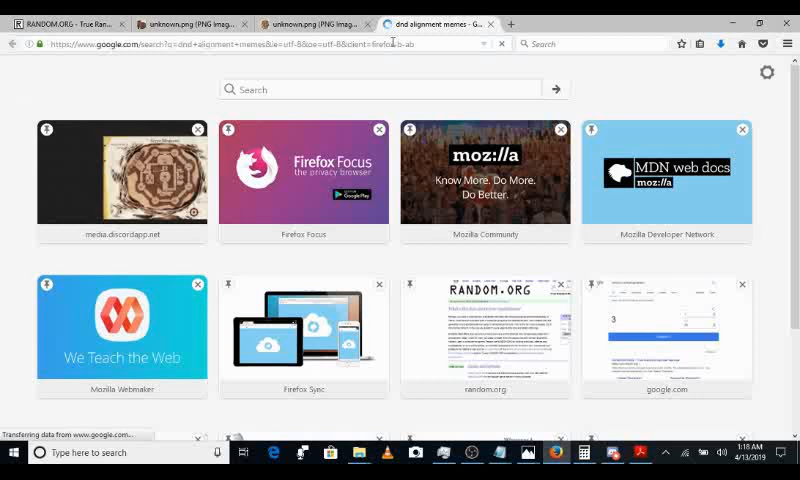 RANDOM.ORG - True Ran...
unknown.png (PNG Imag...
unknown.png (PNG Imag...
dnd alignment memes - G...
https://www.google.com/search?q=dnd+alignment+memes&ie=utf-8&oe=utf-8&client=firefox-b-ab
Search
Search
Firefox Focus
the privacy browser
moz://a
Know More. Do More.
Do Better.
MDN web docs
moz://a
media.discordapp.net
Firefox Focus
Mozilla Community
Mozilla Developer Network
We Teach the Web
RANDOM.ORG
3
Mozilla Webmaker
Firefox Sync
random.org
google.com
Transferring data from www.google.com...
Type here to search
1:18 AM
4/13/2019